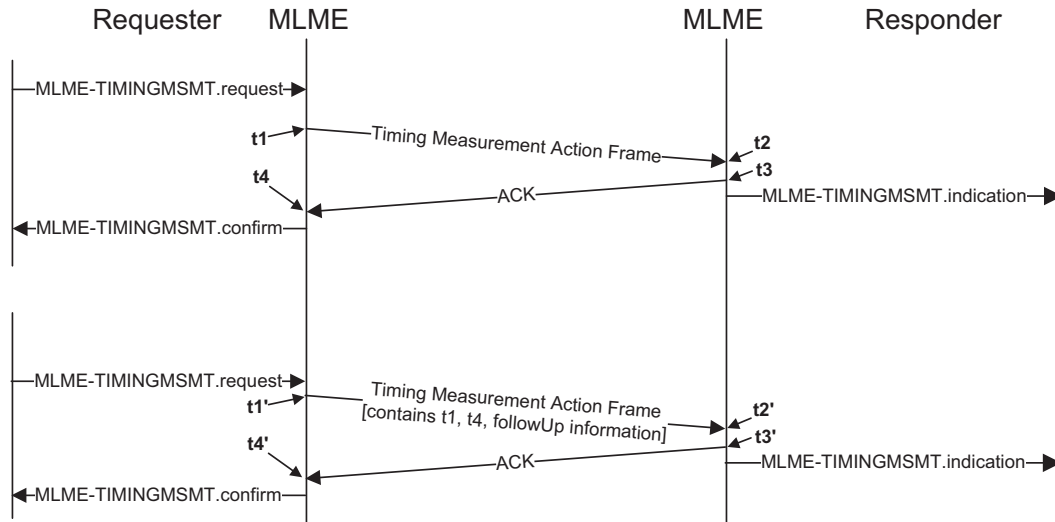 Requester MLME MLME Responder
MLME-TIMINGMSMT.request
t1
Timing Measurement Action Frame
t2
t3
t4
ACK
MLME-TIMINGMSMT.indication
MLME-TIMINGMSMT.confirm
MLME-TIMINGMSMT.request
t1'
Timing Measurement Action Frame
[contains t1, t4, followUp information]
t2'
t3'
t4'
ACK
MLME-TIMINGMSMT.indication
MLME-TIMINGMSMT.confirm